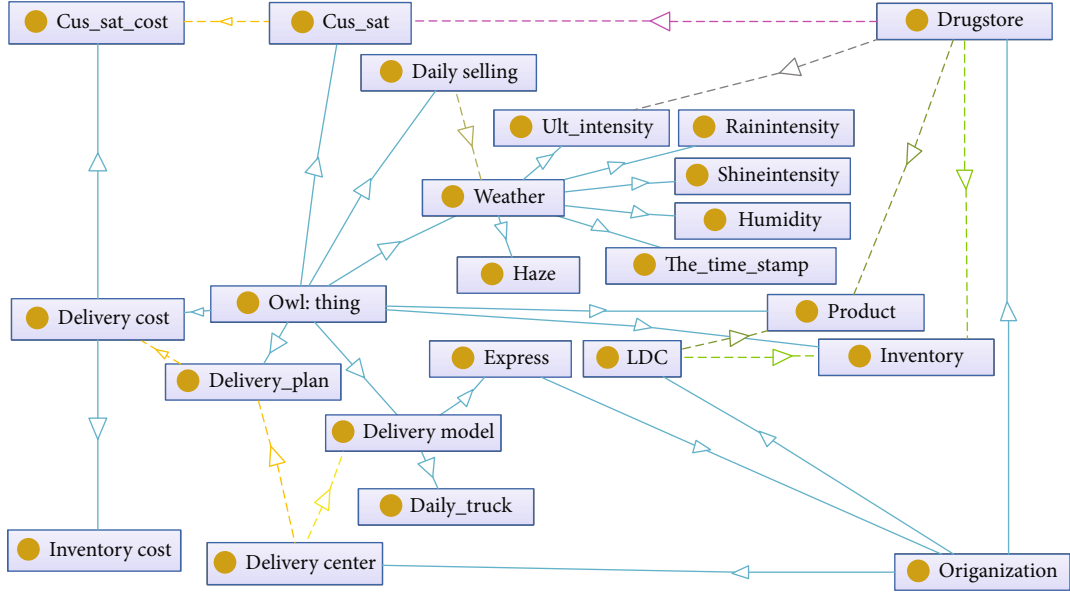 Cus_sat_cost
Cus_sat
Drugstore
Daily selling
Ult_intensity
Rainintensity
Shineintensity
Weather
Humidity
The_time_stamp
Haze
Owl: thing
Product
Delivery cost
Express
LDC
Inventory
Delivery_plan
Delivery model
Daily_truck
Inventory cost
Delivery center
Origanization